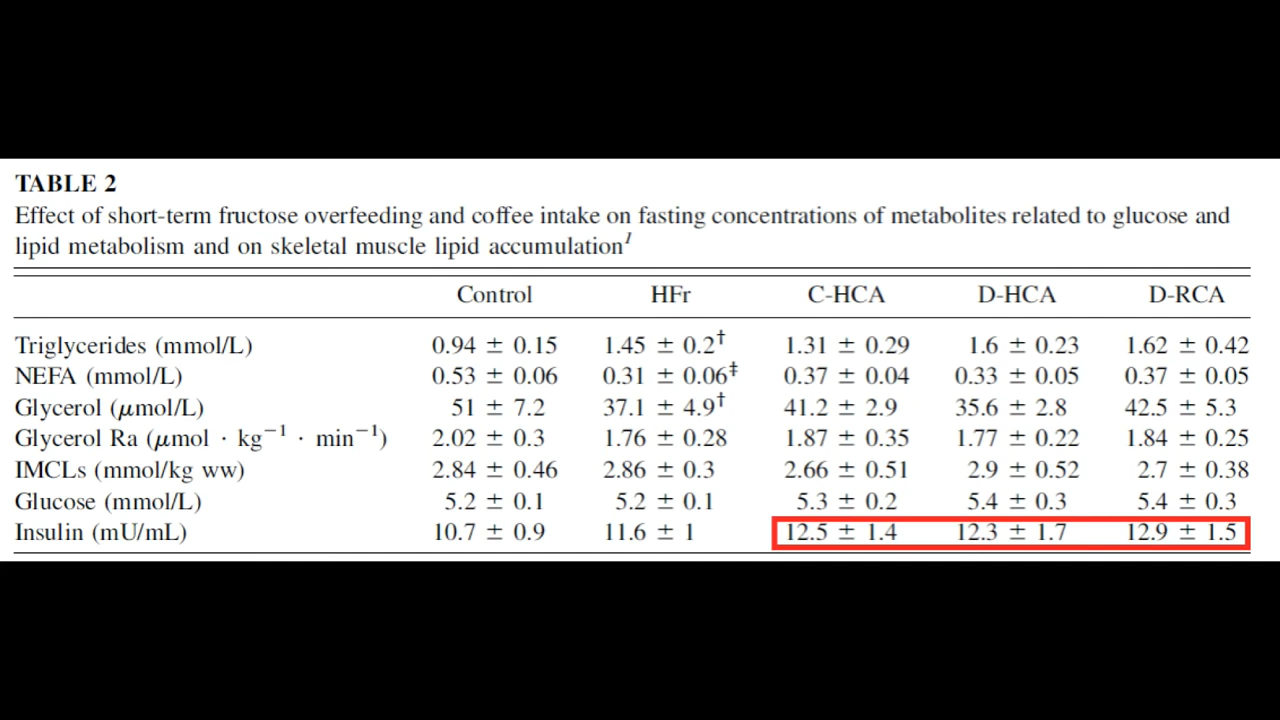 TABLE 2
Effect of short-term fructose overfeeding and coffee intake on fasting concentrations of metabolites related to glucose and
lipid metabolism and on skeletal muscle lipid accumulation¹
Control HFr C-HCA D-HCA D-RCA
Triglycerides (mmol/L) 0.94 ± 0.15 1.45 ± 0.2† 1.31 ± 0.29 1.6 ± 0.23 1.62 ± 0.42
NEFA (mmol/L) 0.53 ± 0.06 0.31 ± 0.06‡ 0.37 ± 0.04 0.33 ± 0.05 0.37 ± 0.05
Glycerol (μmol/L) 51 ± 7.2 37.1 ± 4.9† 41.2 ± 2.9 35.6 ± 2.8 42.5 ± 5.3
Glycerol Ra (μmol · kg⁻¹ · min⁻¹) 2.02 ± 0.3 1.76 ± 0.28 1.87 ± 0.35 1.77 ± 0.22 1.84 ± 0.25
IMCLs (mmol/kg ww) 2.84 ± 0.46 2.86 ± 0.3 2.66 ± 0.51 2.9 ± 0.52 2.7 ± 0.38
Glucose (mmol/L) 5.2 ± 0.1 5.2 ± 0.1 5.3 ± 0.2 5.4 ± 0.3 5.4 ± 0.3
Insulin (mU/mL) 10.7 ± 0.9 11.6 ± 1 12.5 ± 1.4 12.3 ± 1.7 12.9 ± 1.5